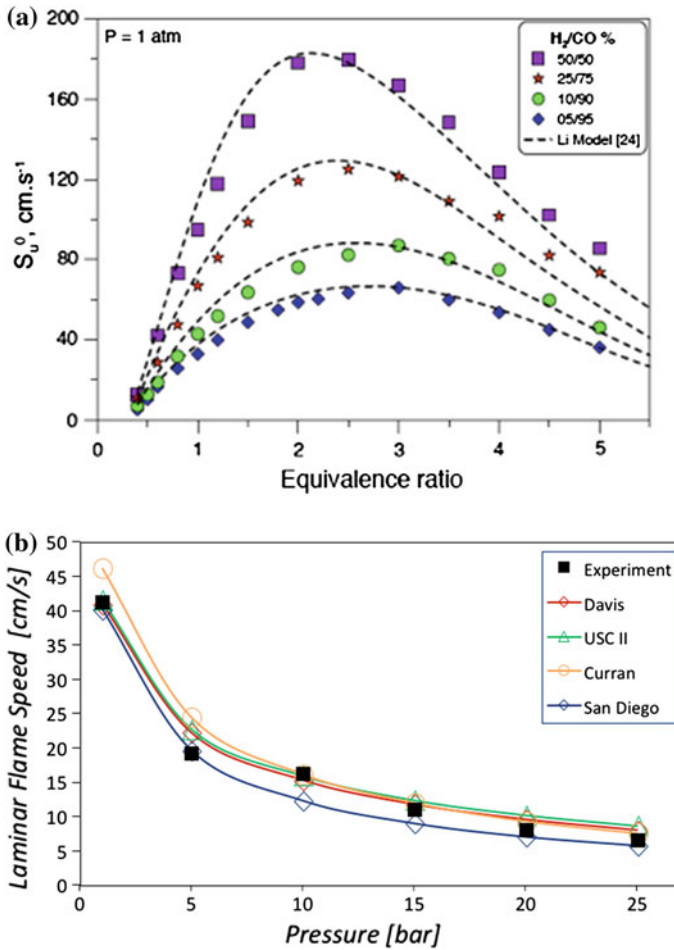 (a)
P = 1 atm
H₂/CO %
50/50
25/75
10/90
05/95
Li Model [24]
200
160
120
80
40
0
S_u⁰, cm.s⁻¹
0 1 2 3 4 5
Equivalence ratio
(b)
50
45
40
35
30
25
20
15
10
5
0
Laminar Flame Speed [cm/s]
Experiment
Davis
USC II
Curran
San Diego
0 5 10 15 20 25
Pressure [bar]